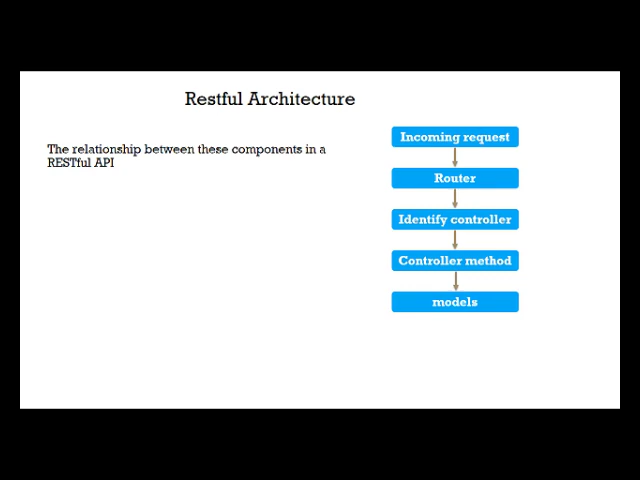 Restful Architecture
The relationship between these components in a
RESTful API
Incoming request
Router
Identify controller
Controller method
models